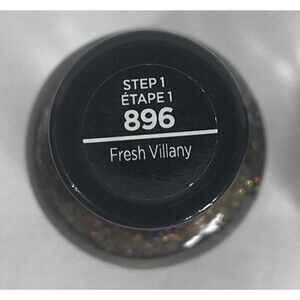 STEP 1
ÉTAPE 1
896
Fresh Villany